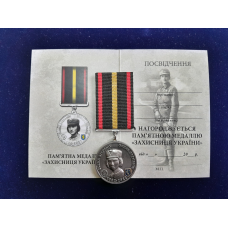 ПОСВІДЧЕННЯ
НАГОРОДЖУЄТЬСЯ
ПАМ'ЯТНОЮ МЕДАЛЛЮ
«ЗАХИСНИЦЯ УКРАЇНИ»
ПАМ'ЯТНА МЕДАЛЬ
«ЗАХИСНИЦЯ УКРАЇНИ»